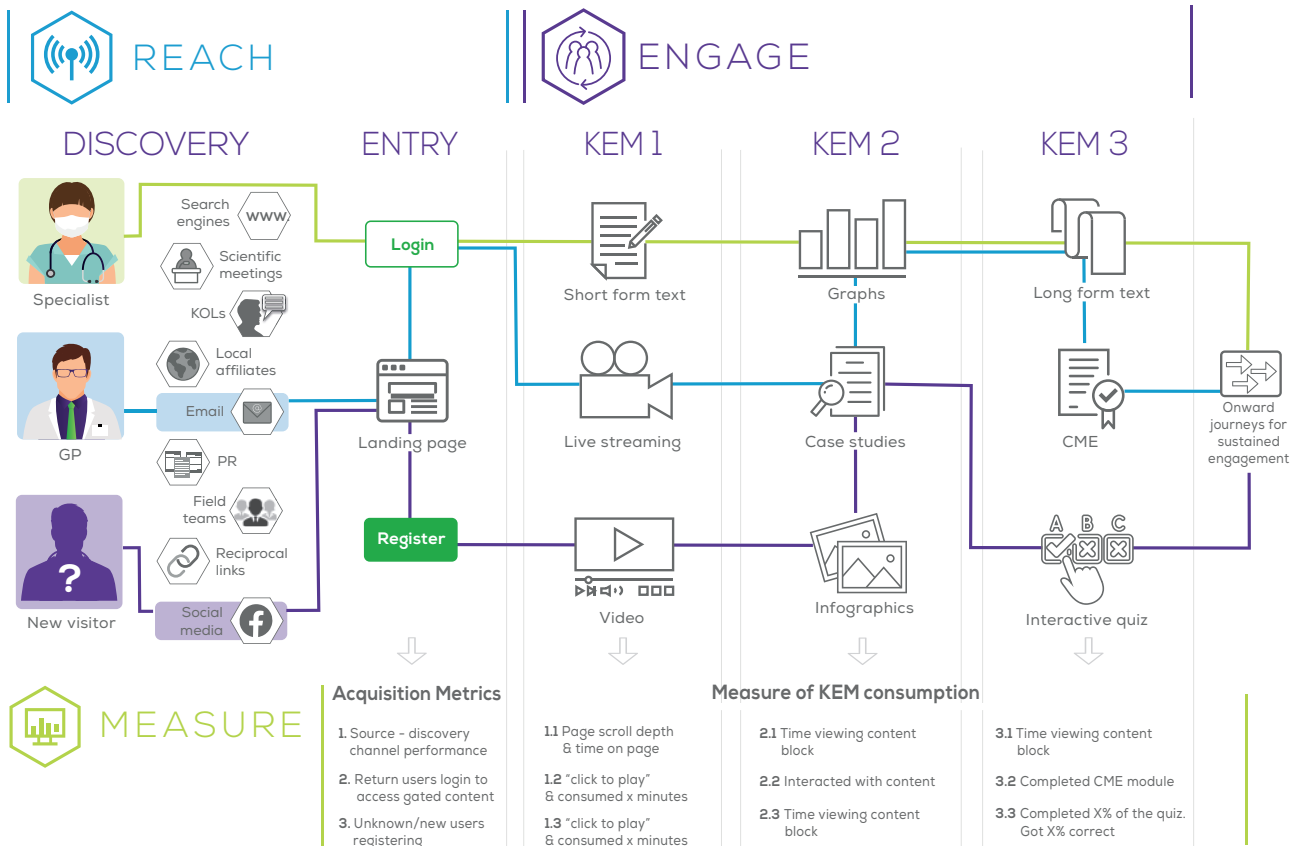 REACH
ENGAGE
DISCOVERY
ENTRY
KEM 1
KEM 2
KEM 3
Search
engines
www.
Scientific
meetings
Specialist
KOLs
Local
affiliates
Email
@
GP
PR
Field
teams
Reciprocal
links
?
New visitor
Social
media
f
Login
Landing page
Register
Short form text
Live streaming
Video
Graphs
Case studies
Infographics
Long form text
CME
A B C
Interactive quiz
Onward
journeys for
sustained
engagement
MEASURE
Acquisition Metrics
1. Source - discovery
channel performance
2. Return users login to
access gated content
3. Unknown/new users
registering
Measure of KEM consumption
1.1 Page scroll depth
& time on page
1.2 “click to play”
& consumed x minutes
1.3 “click to play”
& consumed x minutes
2.1 Time viewing content
block
2.2 Interacted with content
2.3 Time viewing content
block
3.1 Time viewing content
block
3.2 Completed CME module
3.3 Completed X% of the quiz.
Got X% correct